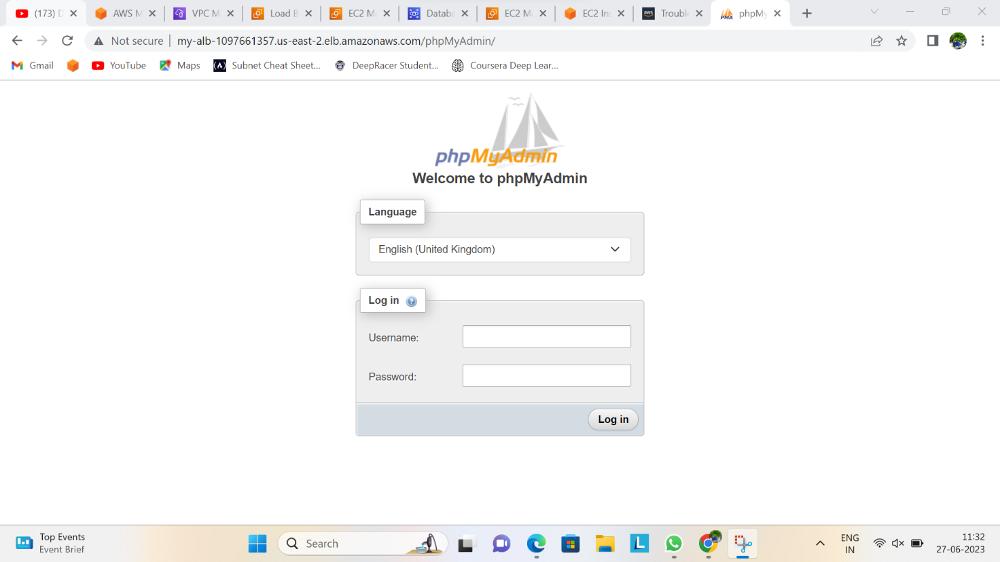 (173) D
AWS M
VPC M
Load B
EC2 M
Databa
EC2 M
EC2 In
aws
Troubl
PMA
phpMy
Not secure
my-alb-1097661357.us-east-2.elb.amazonaws.com/phpMyAdmin/
Gmail
YouTube
Maps
Subnet Cheat Sheet...
DeepRacer Student...
Coursera Deep Lear...
phpMyAdmin
Welcome to phpMyAdmin
Language
English (United Kingdom)
Log in
Username:
Password:
Log in
Top Events
Event Brief
Search
L
ENG
IN
11:32
27-06-2023